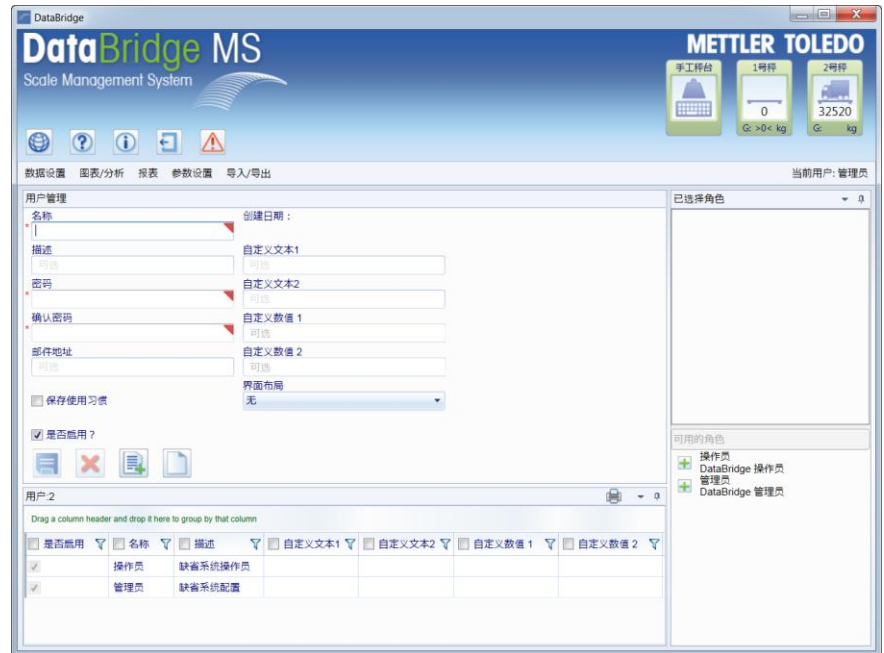 DataBridge
DataBridge MS
Scale Management System
METTLER TOLEDO
手工秤台
1号秤
2号秤
0
32520
G: >0< kg
G: kg
数据设置 图表/分析 报表 参数设置 导入/导出
当前用户: 管理员
用户管理
已选择角色
名称
创建日期：
*
描述
自定义文本1
可选
可选
密码
自定义文本2
*
可选
确认密码
自定义数值 1
*
可选
邮件地址
自定义数值 2
可选
可选
界面布局
保存使用习惯
无
是否启用？
可用的角色
操作员
DataBridge 操作员
管理员
DataBridge 管理员
用户:2
Drag a column header and drop it here to group by that column
是否启用 名称 描述 自定义文本1 自定义文本2 自定义数值 1 自定义数值 2
操作员 缺省系统操作员
管理员 缺省系统配置